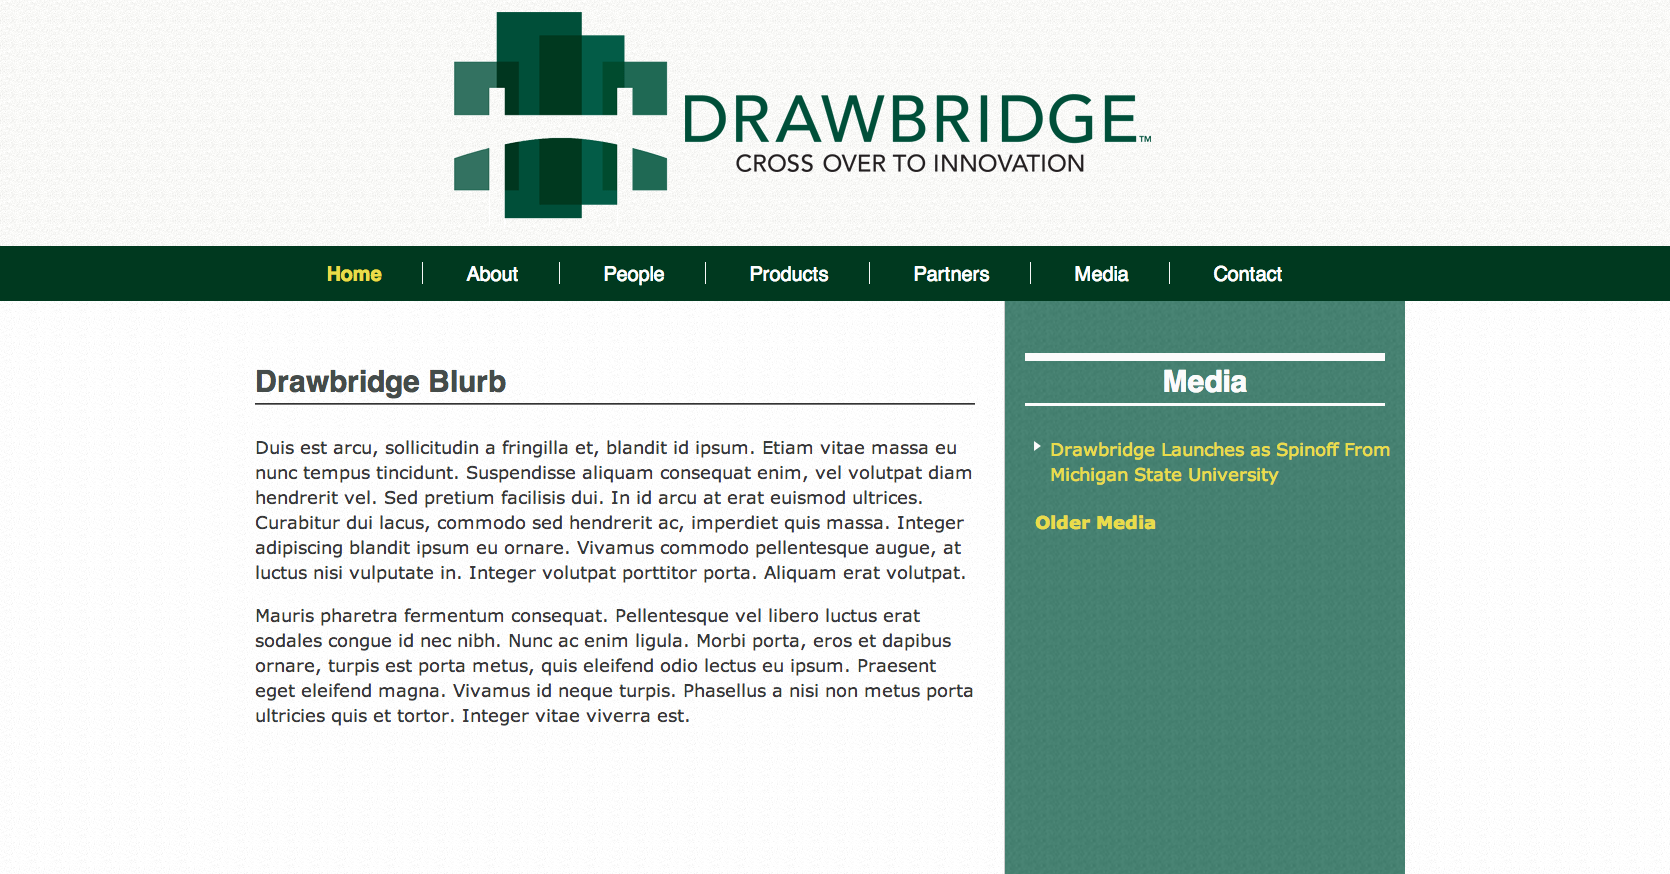 DRAWBRIDGE™
CROSS OVER TO INNOVATION
Home About People Products Partners Media Contact
Drawbridge Blurb
Duis est arcu, sollicitudin a fringilla et, blandit id ipsum. Etiam vitae massa eu
nunc tempus tincidunt. Suspendisse aliquam consequat enim, vel volutpat diam
hendrerit vel. Sed pretium facilisis dui. In id arcu at erat euismod ultrices.
Curabitur dui lacus, commodo sed hendrerit ac, imperdiet quis massa. Integer
adipiscing blandit ipsum eu ornare. Vivamus commodo pellentesque augue, at
luctus nisi vulputate in. Integer volutpat porttitor porta. Aliquam erat volutpat.
Mauris pharetra fermentum consequat. Pellentesque vel libero luctus erat
sodales congue id nec nibh. Nunc ac enim ligula. Morbi porta, eros et dapibus
ornare, turpis est porta metus, quis eleifend odio lectus eu ipsum. Praesent
eget eleifend magna. Vivamus id neque turpis. Phasellus a nisi non metus porta
ultricies quis et tortor. Integer vitae viverra est.
Media
Drawbridge Launches as Spinoff From
Michigan State University
Older Media